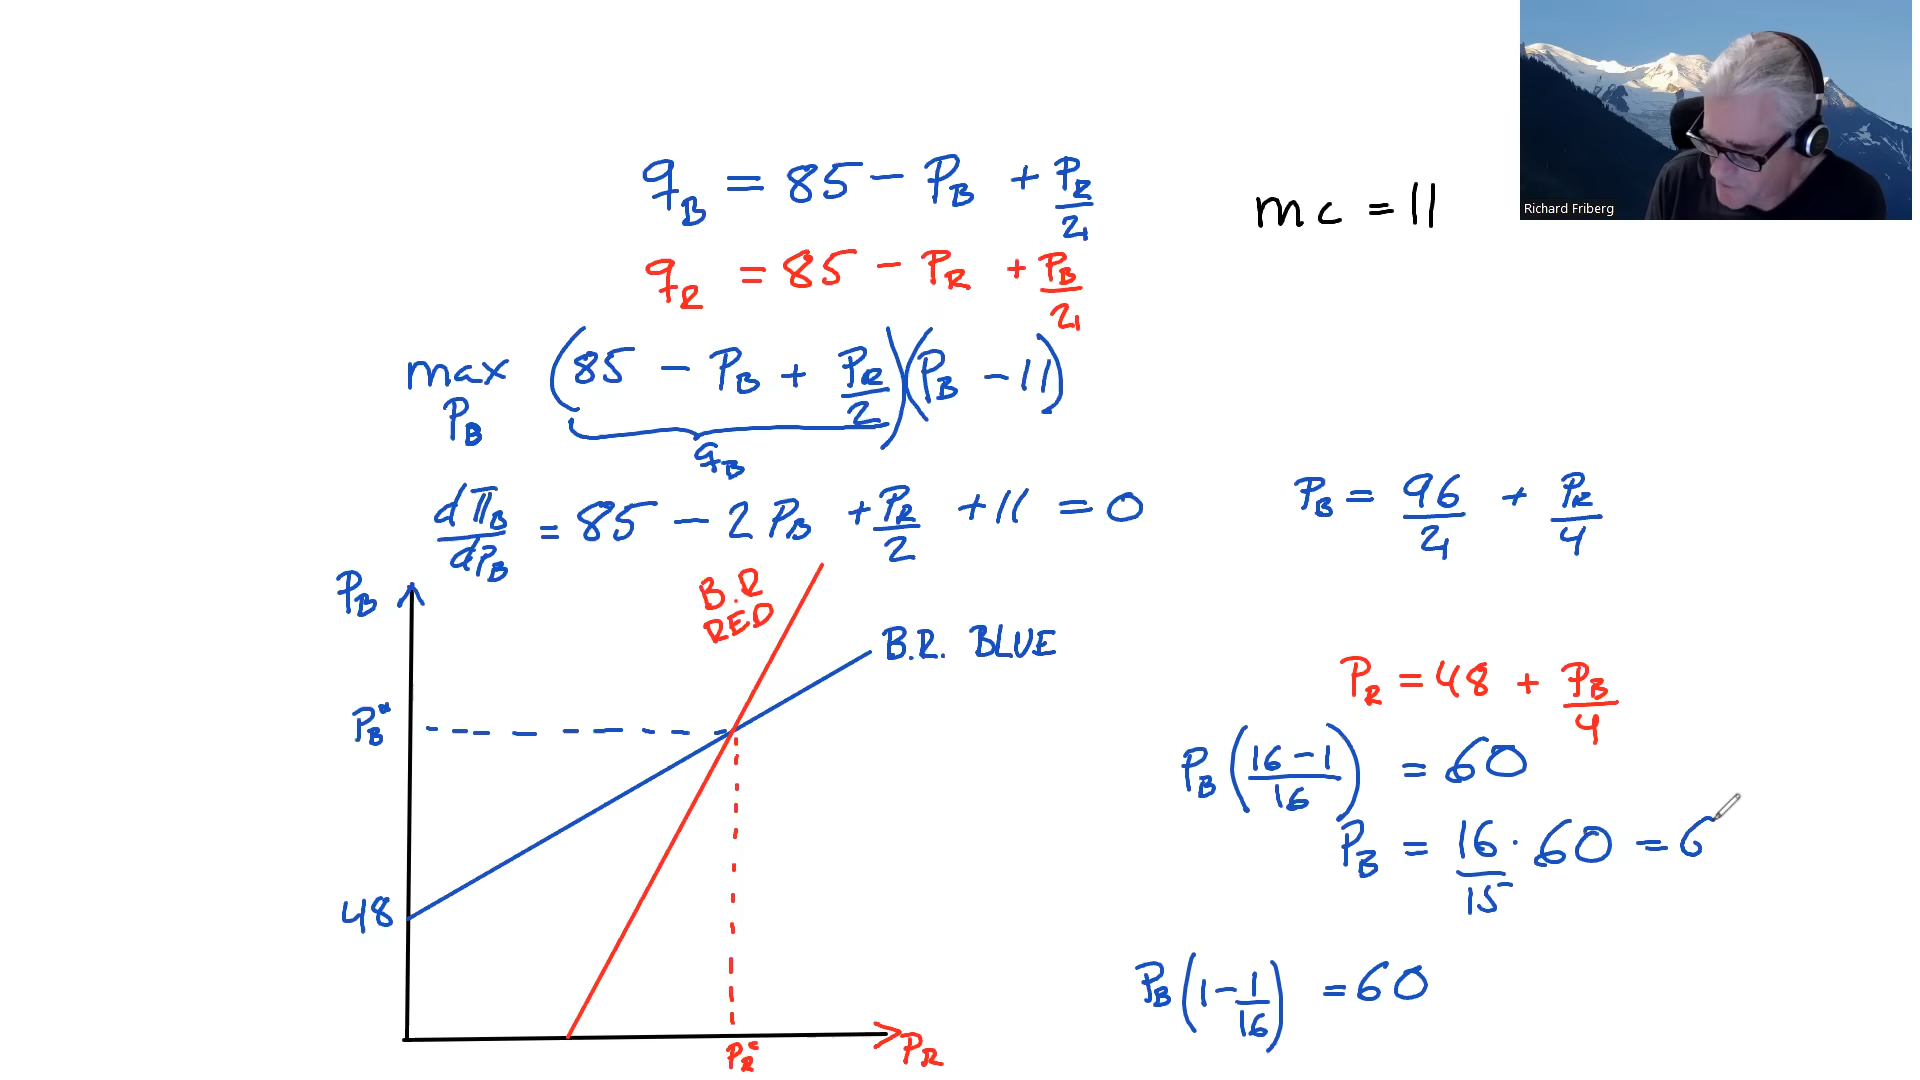 Richard Friberg
q_B = 85 - P_B + P_R/2
mc = 11
q_R = 85 - P_R + P_B/2
max P_B (85 - P_B + P_R/2)(P_B - 11)
q_B
dπ_B/dP_B = 85 - 2P_B + P_R/2 + 11 = 0
P_B = 96/2 + P_R/4
P_B
B.R RED
B.R. BLUE
P_R = 48 + P_B/4
P_B*
P_B((16-1)/16) = 60
P_B = 16/15 · 60 = 6
48
P_B(1 - 1/16) = 60
P_R*
P_R